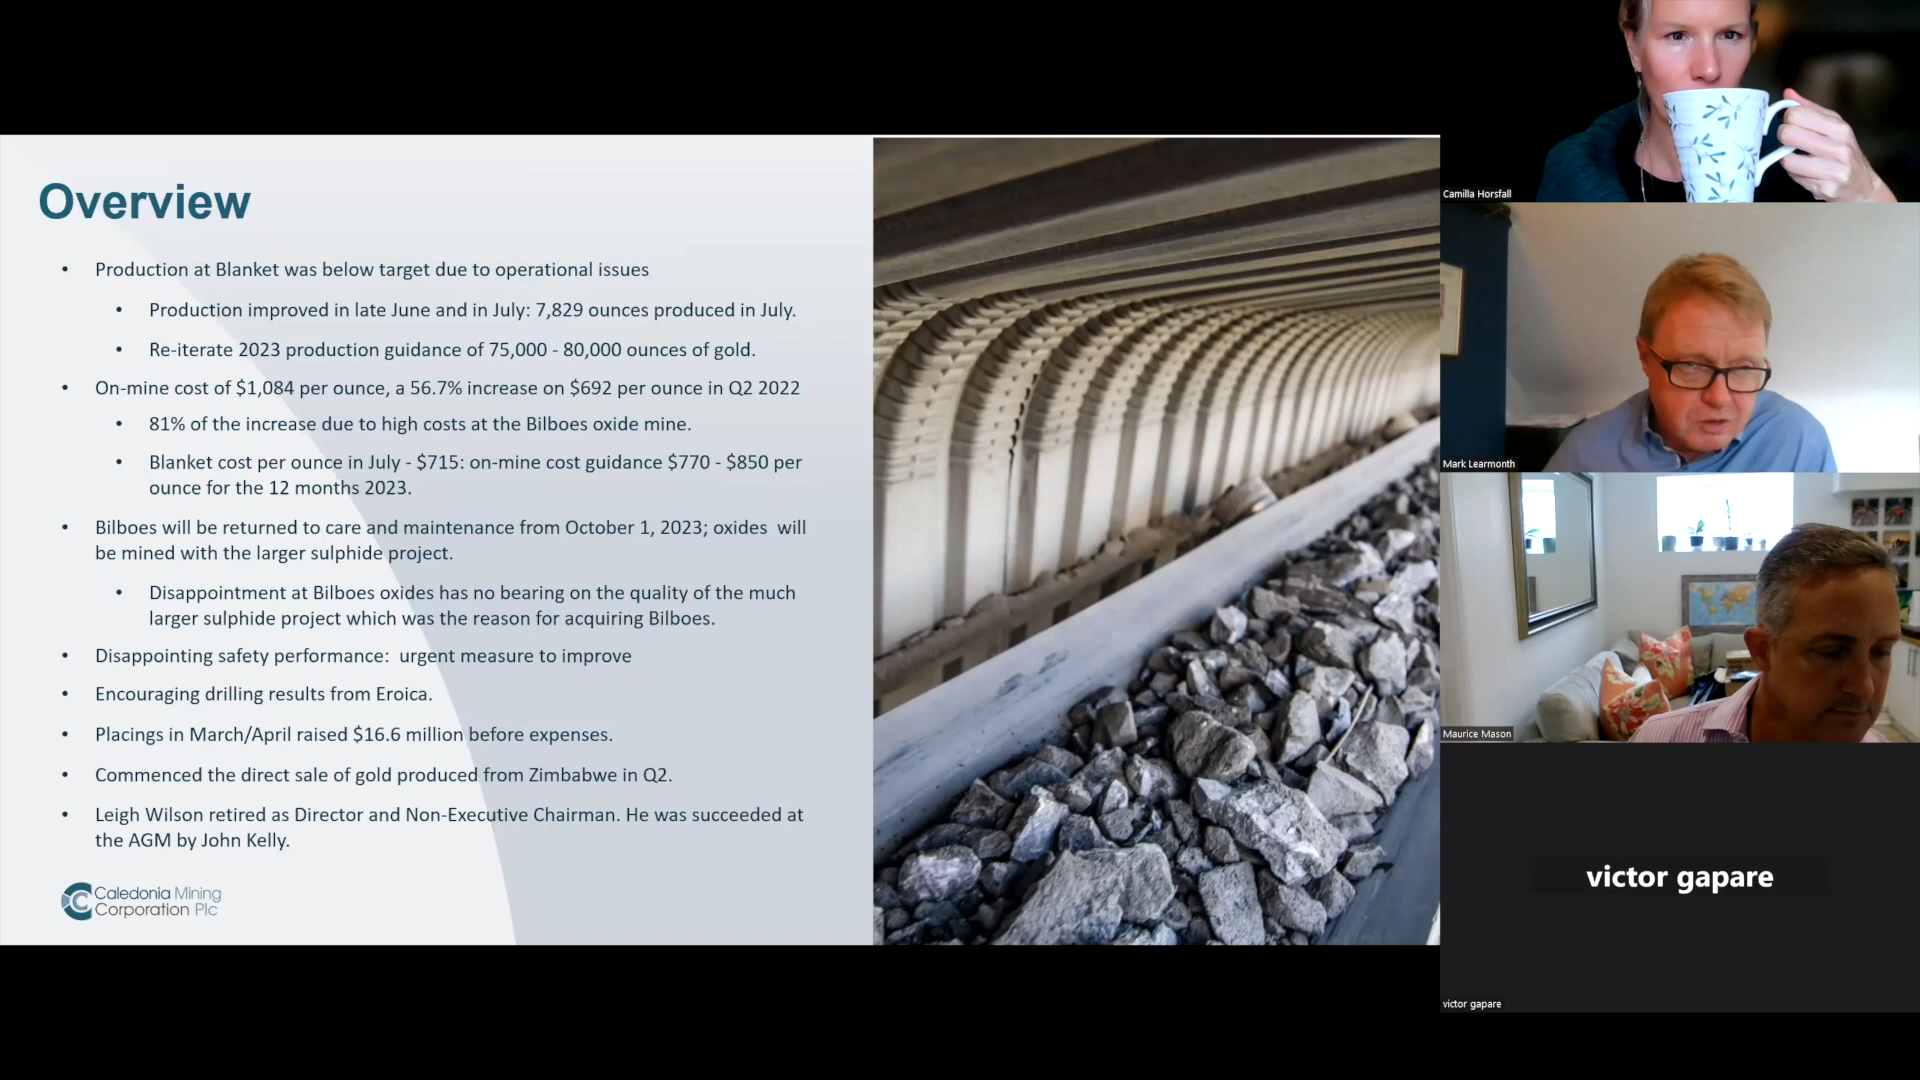 Overview
• Production at Blanket was below target due to operational issues
• Production improved in late June and in July: 7,829 ounces produced in July.
• Re-iterate 2023 production guidance of 75,000 - 80,000 ounces of gold.
• On-mine cost of $1,084 per ounce, a 56.7% increase on $692 per ounce in Q2 2022
• 81% of the increase due to high costs at the Bilboes oxide mine.
• Blanket cost per ounce in July - $715: on-mine cost guidance $770 - $850 per
ounce for the 12 months 2023.
• Bilboes will be returned to care and maintenance from October 1, 2023; oxides will
be mined with the larger sulphide project.
• Disappointment at Bilboes oxides has no bearing on the quality of the much
larger sulphide project which was the reason for acquiring Bilboes.
• Disappointing safety performance: urgent measure to improve
• Encouraging drilling results from Eroica.
• Placings in March/April raised $16.6 million before expenses.
• Commenced the direct sale of gold produced from Zimbabwe in Q2.
• Leigh Wilson retired as Director and Non-Executive Chairman. He was succeeded at
the AGM by John Kelly.
Caledonia Mining
Corporation Plc
Camilla Horsfall
Mark Learmonth
Maurice Mason
victor gapare
victor gapare